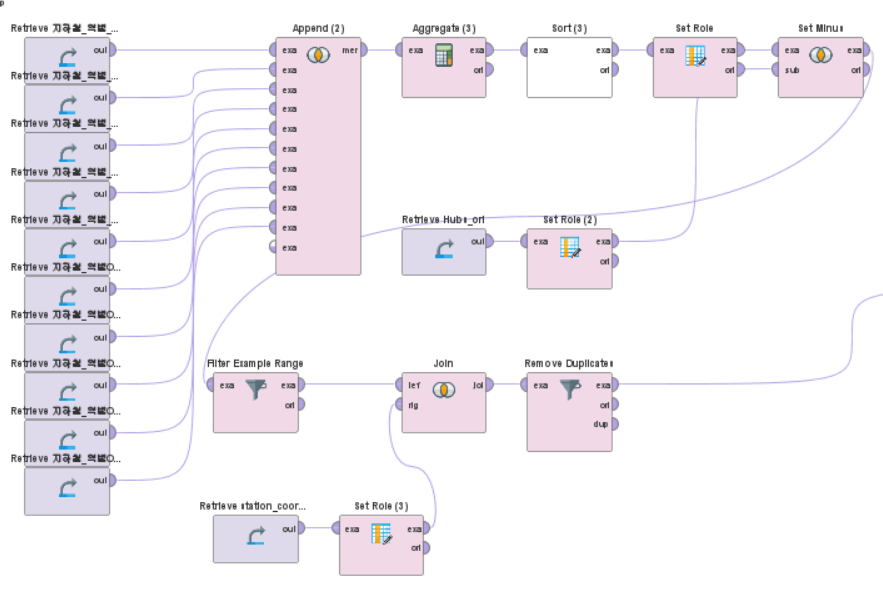 p
Retrieve 지하철_역별_...
out
Retrieve 지하철_역별_...
out
Retrieve 지하철_역별_...
out
Retrieve 지하철_역별_...
out
Retrieve 지하철_역별_...
out
Retrieve 지하철_역별O...
out
Retrieve 지하철_역별O...
out
Retrieve 지하철_역별O...
out
Retrieve 지하철_역별O...
out
Retrieve 지하철_역별O...
out
Append (2)
exa mer
exa
exa
exa
exa
exa
exa
exa
exa
exa
exa
Aggregate (3)
exa exa
ori
Sort (3)
exa exa
ori
Set Role
exa exa
ori
Set Minus
exa exa
sub ori
Retrieve Hubs_ori
out
Set Role (2)
exa exa
ori
Filter Example Range
exa exa
ori
Join
lef joi
rig
Remove Duplicates
exa exa
ori
dup
Retrieve station_coor...
out
Set Role (3)
exa exa
ori